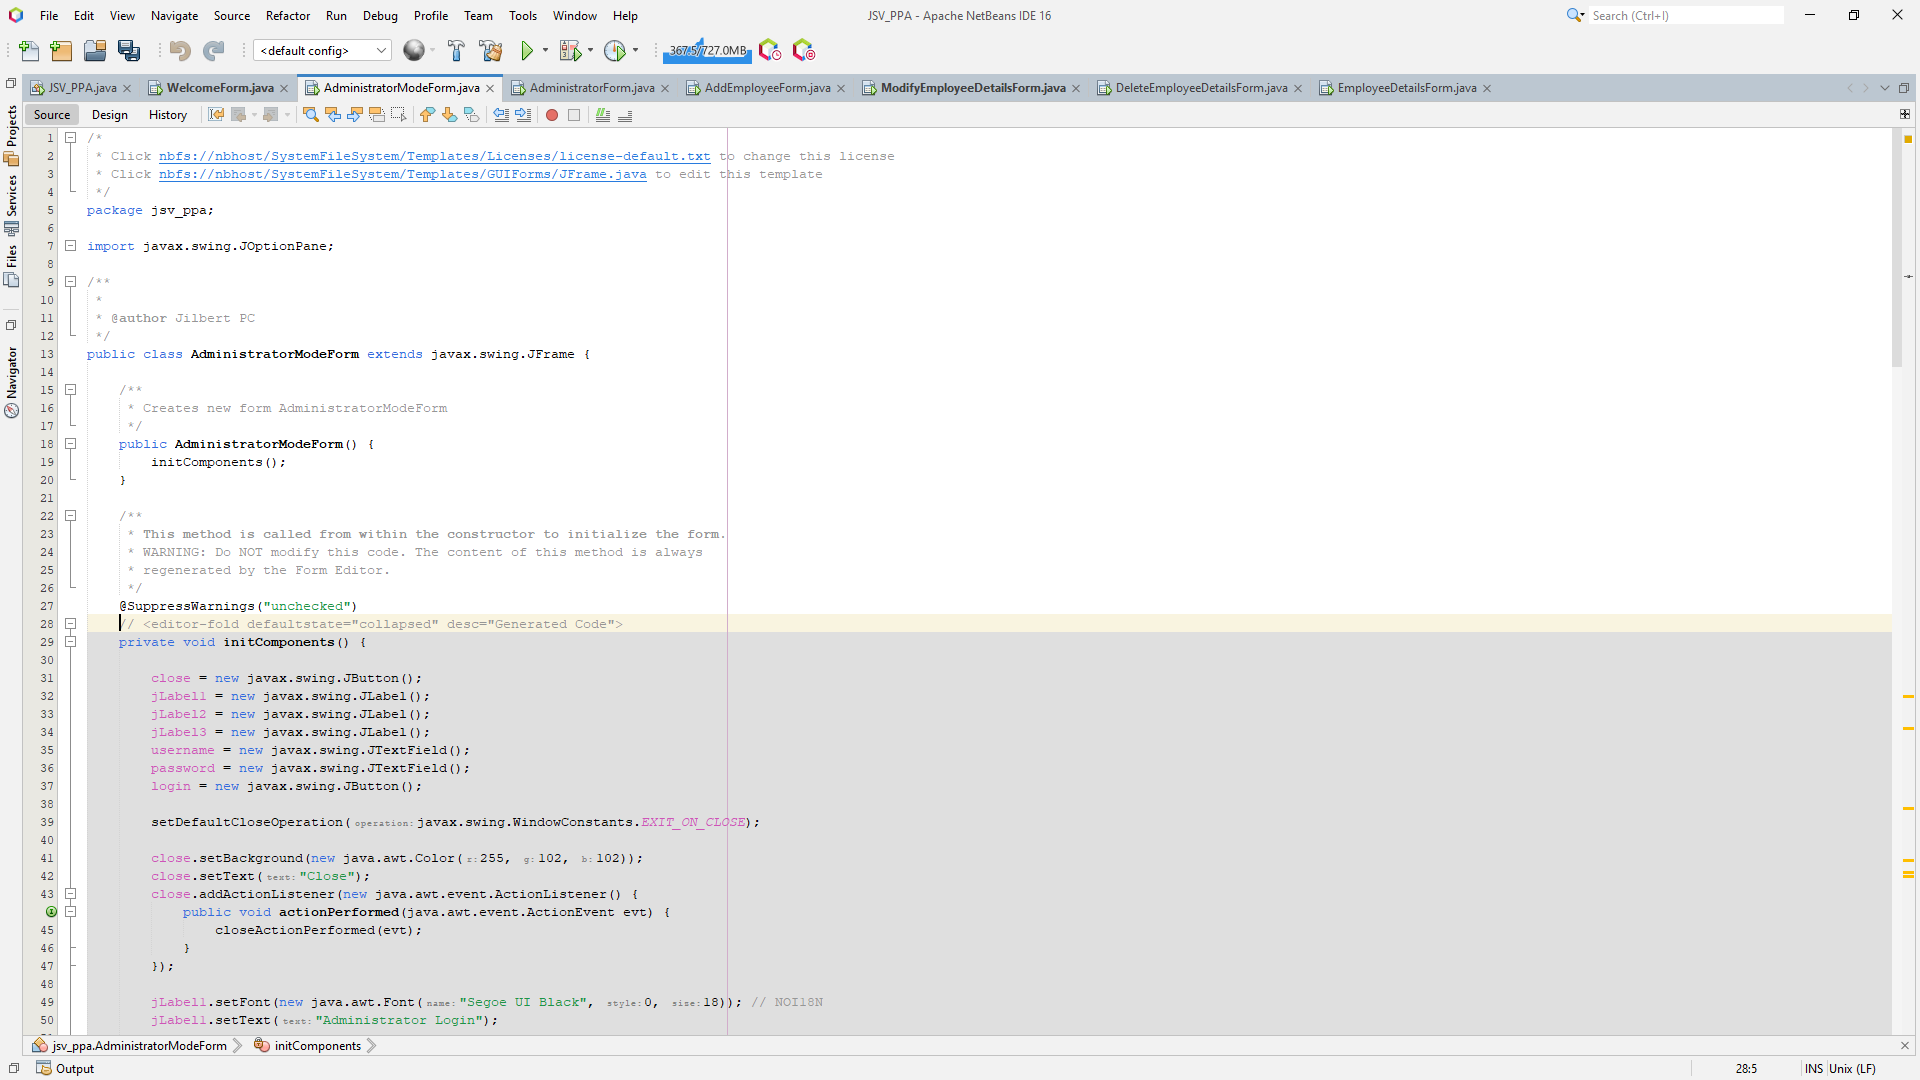 File Edit View Navigate Source Refactor Run Debug Profile Team Tools Window Help
JSV_PPA - Apache NetBeans IDE 16
Search (Ctrl+I)
<default config>
367.5/727.0MB
JSV_PPA.java
WelcomeForm.java
AdministratorModeForm.java
AdministratorForm.java
AddEmployeeForm.java
ModifyEmployeeDetailsForm.java
DeleteEmployeeDetailsForm.java
EmployeeDetailsForm.java
Source Design History
Projects
Services
Files
Navigator
1 /*
2 * Click nbfs://nbhost/SystemFileSystem/Templates/Licenses/license-default.txt to change this license
3 * Click nbfs://nbhost/SystemFileSystem/Templates/GUIForms/JFrame.java to edit this template
4 */
5 package jsv_ppa;
6
7 import javax.swing.JOptionPane;
8
9 /**
10 *
11 * @author Jilbert PC
12 */
13 public class AdministratorModeForm extends javax.swing.JFrame {
14
15 /**
16 * Creates new form AdministratorModeForm
17 */
18 public AdministratorModeForm() {
19 initComponents();
20 }
21
22 /**
23 * This method is called from within the constructor to initialize the form.
24 * WARNING: Do NOT modify this code. The content of this method is always
25 * regenerated by the Form Editor.
26 */
27 @SuppressWarnings("unchecked")
28 // <editor-fold defaultstate="collapsed" desc="Generated Code">
29 private void initComponents() {
30
31 close = new javax.swing.JButton();
32 jLabel1 = new javax.swing.JLabel();
33 jLabel2 = new javax.swing.JLabel();
34 jLabel3 = new javax.swing.JLabel();
35 username = new javax.swing.JTextField();
36 password = new javax.swing.JTextField();
37 login = new javax.swing.JButton();
38
39 setDefaultCloseOperation(operation: javax.swing.WindowConstants.EXIT_ON_CLOSE);
40
41 close.setBackground(new java.awt.Color(r: 255, g: 102, b: 102));
42 close.setText(text: "Close");
43 close.addActionListener(new java.awt.event.ActionListener() {
public void actionPerformed(java.awt.event.ActionEvent evt) {
45 closeActionPerformed(evt);
46 }
47 });
48
49 jLabel1.setFont(new java.awt.Font(name: "Segoe UI Black", style: 0, size: 18)); // NOI18N
50 jLabel1.setText(text: "Administrator Login");
jsv_ppa.AdministratorModeForm
initComponents
Output
28:5
INS
Unix (LF)